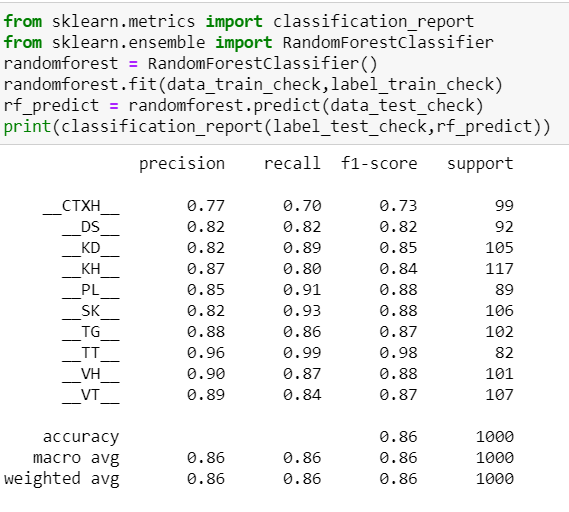 from sklearn.metrics import classification_report
from sklearn.ensemble import RandomForestClassifier
randomforest = RandomForestClassifier()
randomforest.fit(data_train_check,label_train_check)
rf_predict = randomforest.predict(data_test_check)
print(classification_report(label_test_check,rf_predict))
precision recall f1-score support
__CTXH__ 0.77 0.70 0.73 99
__DS__ 0.82 0.82 0.82 92
__KD__ 0.82 0.89 0.85 105
__KH__ 0.87 0.80 0.84 117
__PL__ 0.85 0.91 0.88 89
__SK__ 0.82 0.93 0.88 106
__TG__ 0.88 0.86 0.87 102
__TT__ 0.96 0.99 0.98 82
__VH__ 0.90 0.87 0.88 101
__VT__ 0.89 0.84 0.87 107
accuracy 0.86 1000
macro avg 0.86 0.86 0.86 1000
weighted avg 0.86 0.86 0.86 1000